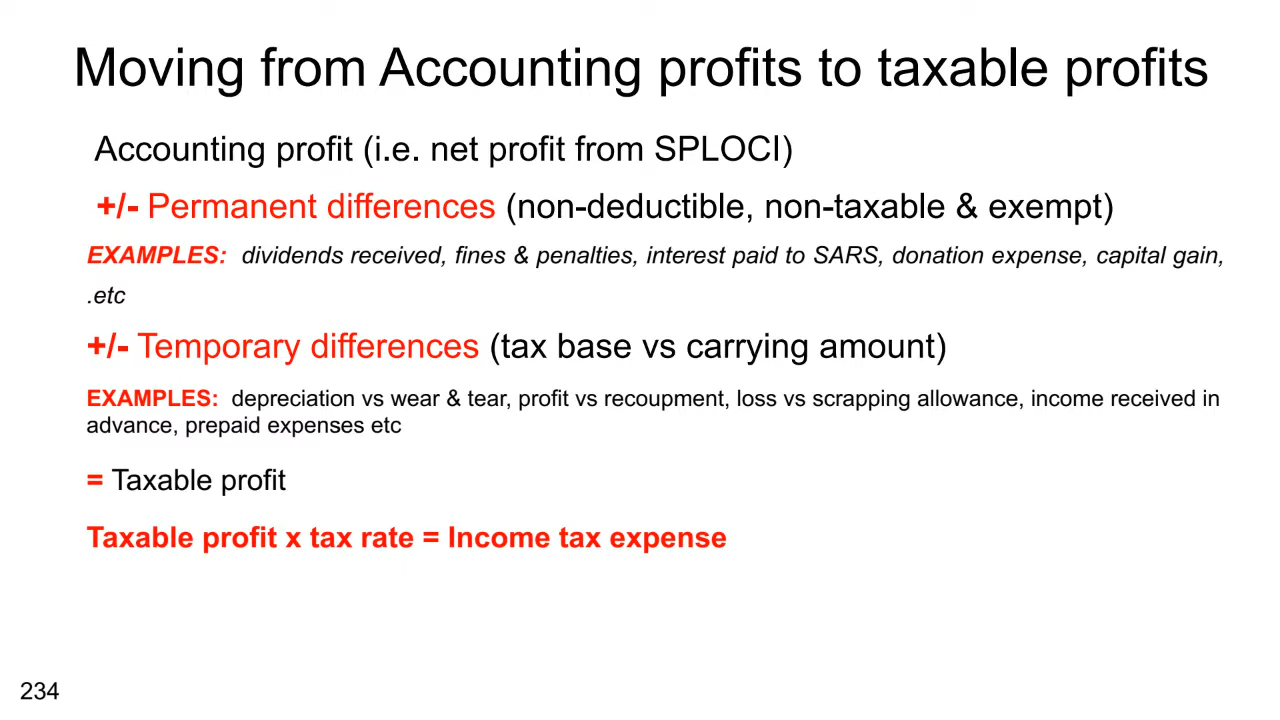 Moving from Accounting profits to taxable profits
Accounting profit (i.e. net profit from SPLOCI)
+/- Permanent differences (non-deductible, non-taxable & exempt)
EXAMPLES: dividends received, fines & penalties, interest paid to SARS, donation expense, capital gain,
.etc
+/- Temporary differences (tax base vs carrying amount)
EXAMPLES: depreciation vs wear & tear, profit vs recoupment, loss vs scrapping allowance, income received in
advance, prepaid expenses etc
= Taxable profit
Taxable profit x tax rate = Income tax expense
234